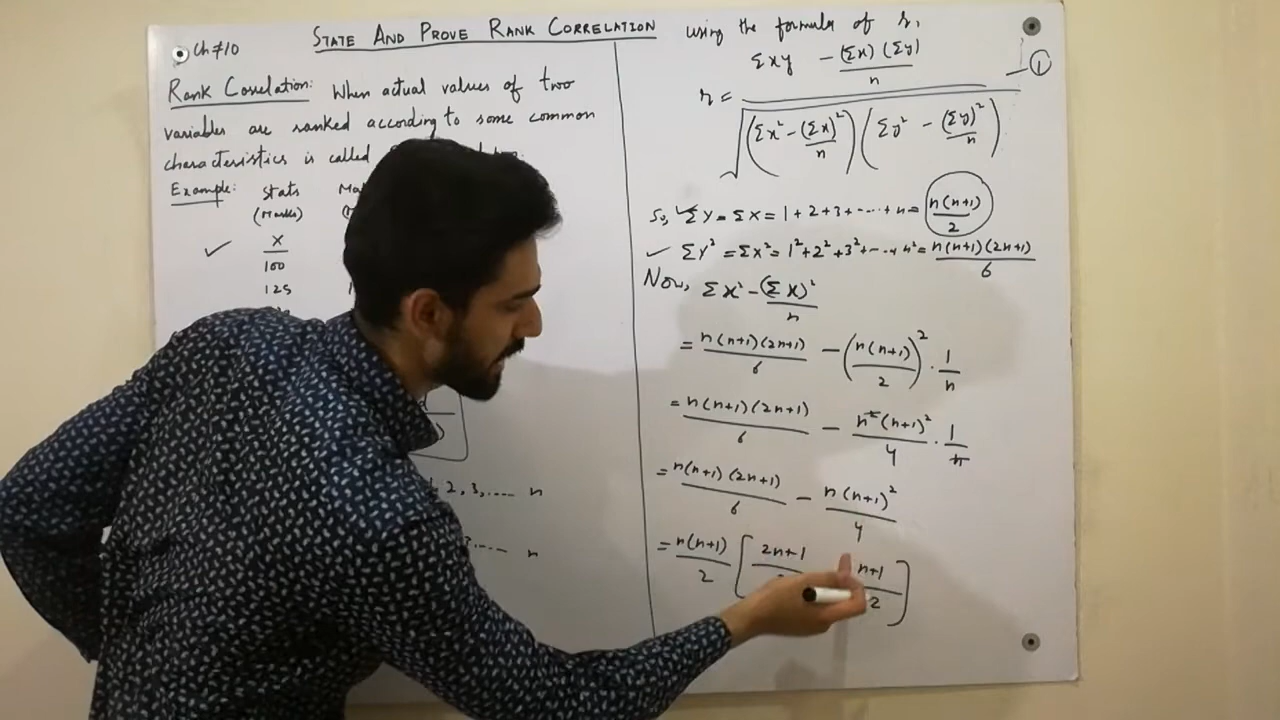 Ch # 10
STATE AND PROVE RANK CORRELATION
Rank Correlation: When actual values of two
variables are ranked according to some common
characteristics is called
Example: Stats
(Marks)
X
100
125
2, 3, .... n
.... n
using the formula of r,
r = (Σxy - (Σx)(Σy)/n) / √((Σx² - (Σx)²/n)(Σy² - (Σy)²/n)) — ①
So, ✓ΣY = ΣX = 1+2+3+.....+n = n(n+1)/2
✓ ΣY² = ΣX² = 1²+2²+3²+....+n² = n(n+1)(2n+1)/6
Now, ΣX² - (ΣX)²/n
= n(n+1)(2n+1)/6 - (n(n+1)/2)² · 1/n
= n(n+1)(2n+1)/6 - n²(n+1)²/4 · 1/n
= n(n+1)(2n+1)/6 - n(n+1)²/4
= n(n+1)/2 [2n+1 n+1/2]